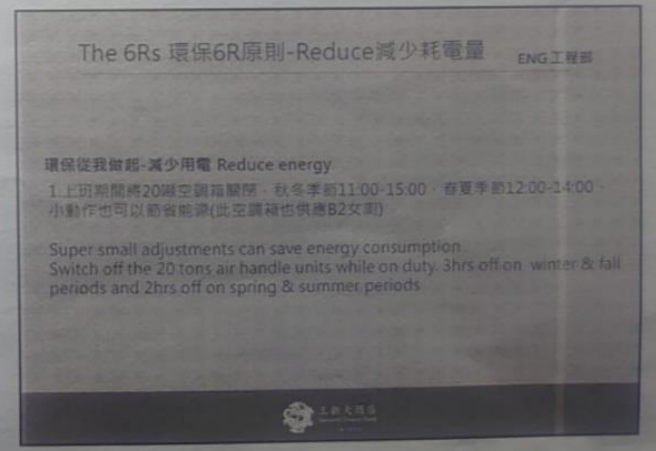 The 6Rs 環保6R原則-Reduce減少耗電量
ENG工程部
環保從我做起-減少用電 Reduce energy
1.上班期間將20噸空調箱關閉，秋冬季節11:00-15:00，春夏季節12:00-14:00，
小動作也可以節省能源(此空調箱也供應B2女廁)
Super small adjustments can save energy consumption.
Switch off the 20 tons air handle units while on duty. 3hrs off on winter & fall
periods and 2hrs off on spring & summer periods
大酒店